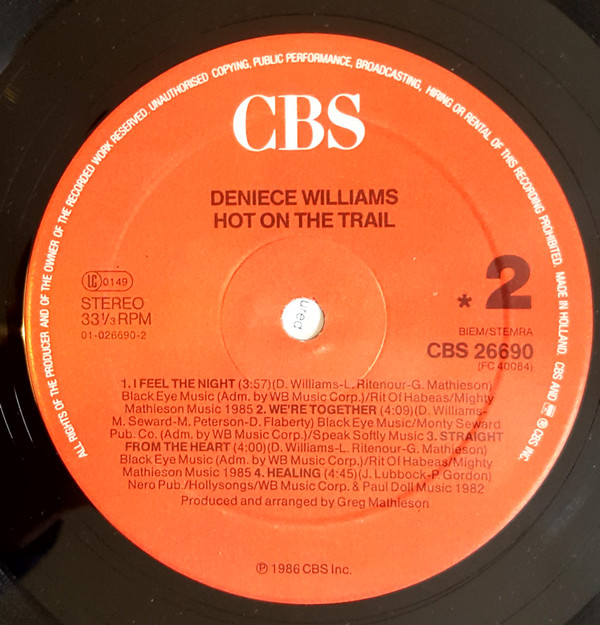 ALL RIGHTS OF THE PRODUCER AND OF THE OWNER OF THE RECORDED WORK RESERVED. UNAUTHORISED COPYING, PUBLIC PERFORMANCE, BROADCASTING, HIRING OR RENTAL OF THIS RECORDING PROHIBITED. MADE IN HOLLAND. CBS AND ℗ CBS INC.
CBS
DENIECE WILLIAMS
HOT ON THE TRAIL
LC 0149
STEREO
33⅓ RPM
01-026690-2
* 2
BIEM/STEMRA
CBS 26690
(FC 40084)
1. I FEEL THE NIGHT (3:57)(D. Williams-L. Ritenour-G. Mathieson)
Black Eye Music (Adm. by WB Music Corp.)/Rit Of Habeas/Mighty
Mathieson Music 1985 2. WE'RE TOGETHER (4:09)(D. Williams-
M. Seward-M. Peterson-D. Flaberty) Black Eye Music/Monty Seward
Pub. Co. (Adm. by WB Music Corp.)/Speak Softly Music 3. STRAIGHT
FROM THE HEART (4:00)(D. Williams-L. Ritenour-G. Mathieson)
Black Eye Music (Adm. by WB Music Corp.)/Rit Of Habeas/Mighty
Mathieson Music 1985 4. HEALING (4:45)(J. Lubbock-P. Gordon)
Nero Pub./Hollysongs/WB Music Corp. & Paul Doll Music 1982
Produced and arranged by Greg Mathieson
℗ 1986 CBS Inc.